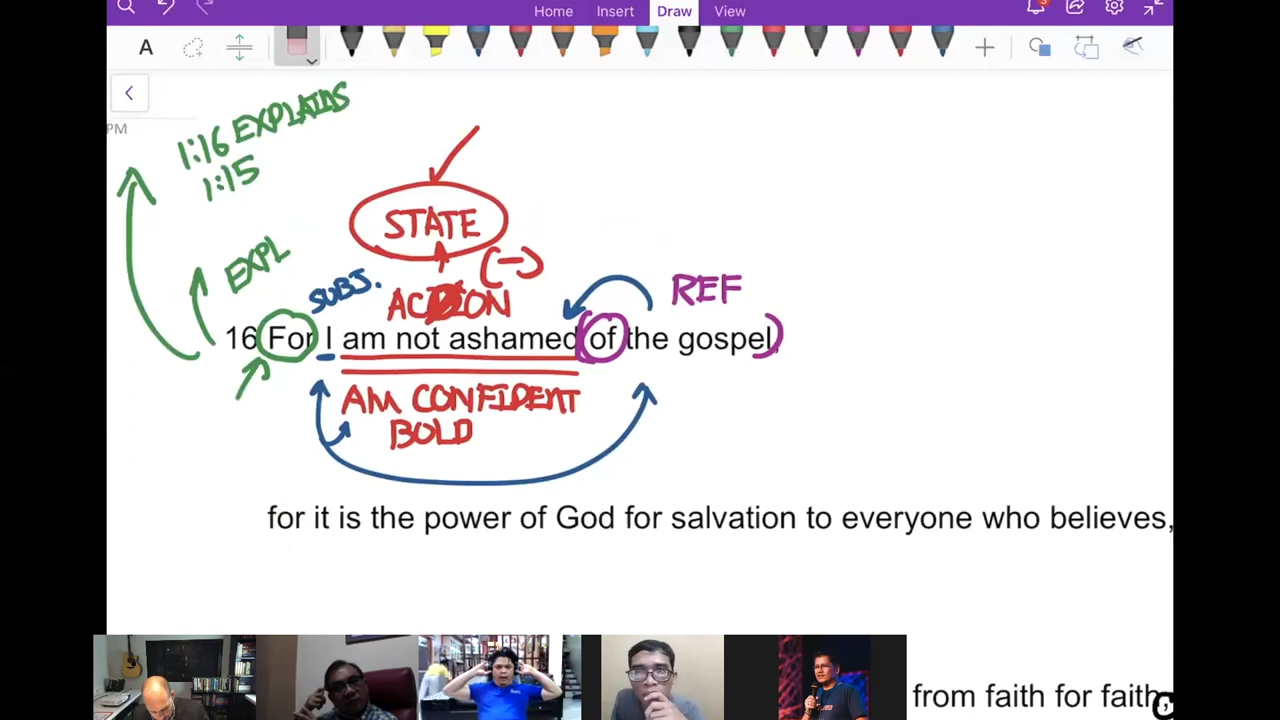 Home Insert Draw View
A
PM
1:16 EXPLAINS
1:15
STATE
EXPL
(-)
SUBJ.
ON
REF
16 For I am not ashamed of the gospel,
AM CONFIDENT
BOLD
for it is the power of God for salvation to everyone who believes,
from faith for faith,